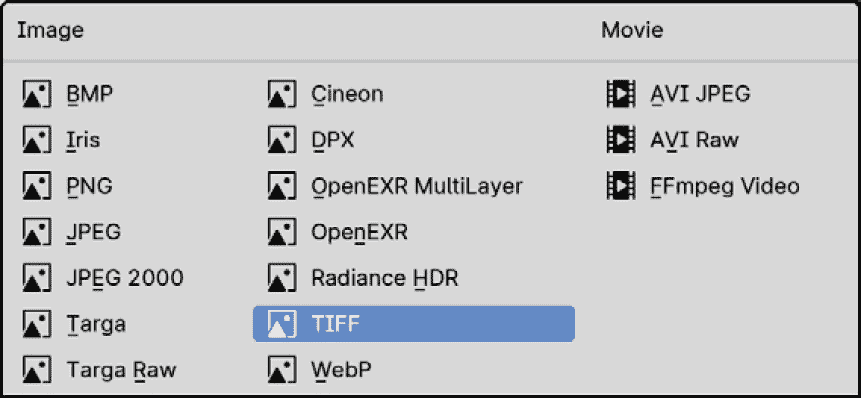 Image
BMP
Iris
PNG
JPEG
JPEG 2000
Targa
Targa Raw
Cineon
DPX
OpenEXR MultiLayer
OpenEXR
Radiance HDR
TIFF
WebP
Movie
AVI JPEG
AVI Raw
FFmpeg Video